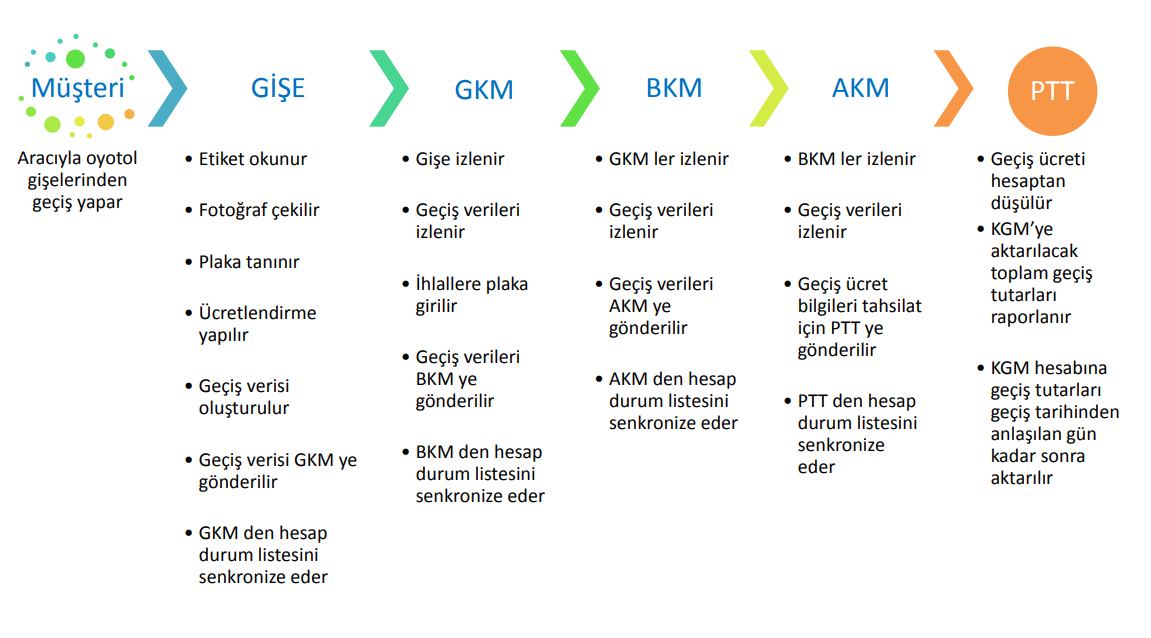 Müşteri
Aracıyla oyotol
gişelerinden
geçiş yapar
GİŞE
• Etiket okunur
• Fotoğraf çekilir
• Plaka tanınır
• Ücretlendirme
yapılır
• Geçiş verisi
oluşturulur
• Geçiş verisi GKM ye
gönderilir
• GKM den hesap
durum listesini
senkronize eder
GKM
• Gişe izlenir
• Geçiş verileri
izlenir
• İhlallere plaka
girilir
• Geçiş verileri
BKM ye
gönderilir
• BKM den hesap
durum listesini
senkronize eder
BKM
• GKM ler izlenir
• Geçiş verileri
izlenir
• Geçiş verileri
AKM ye
gönderilir
• AKM den hesap
durum listesini
senkronize eder
AKM
• BKM ler izlenir
• Geçiş verileri
izlenir
• Geçiş ücret
bilgileri tahsilat
için PTT ye
gönderilir
• PTT den hesap
durum listesini
senkronize
eder
PTT
• Geçiş ücreti
hesaptan
düşülür
• KGM’ye
aktarılacak
toplam geçiş
tutarları
raporlanır
• KGM hesabına
geçiş tutarları
geçiş tarihinden
anlaşılan gün
kadar sonra
aktarılır